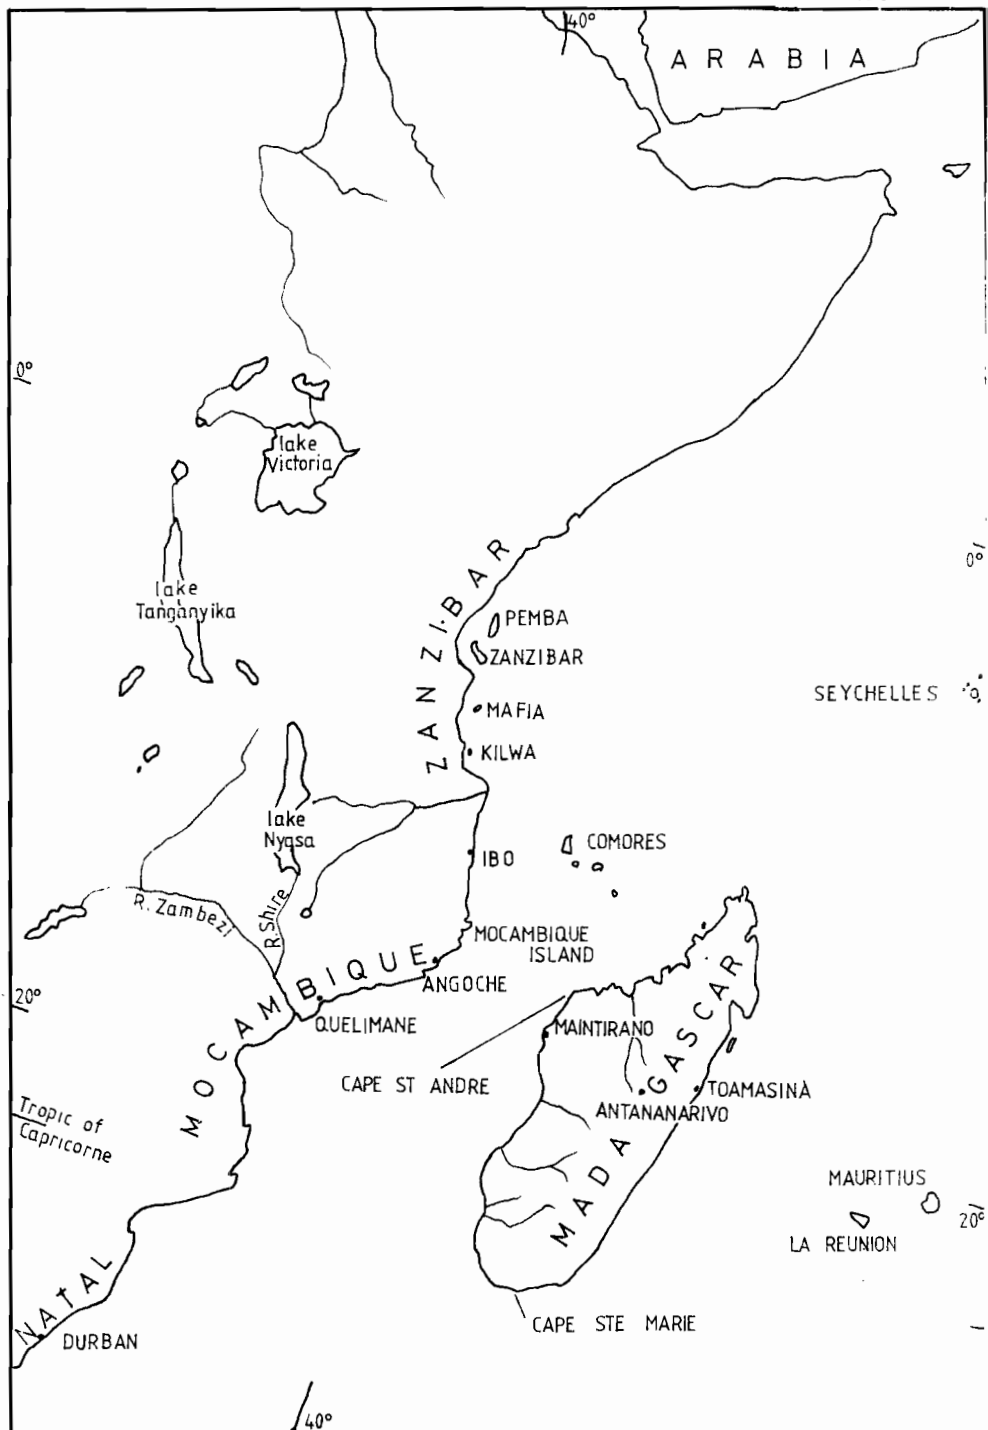 40°
ARABIA
0°
lake
Victoria
0°
lake
Tanganyika
ZANZIBAR
PEMBA
ZANZIBAR
SEYCHELLES
MAFIA
KILWA
lake
Nyasa
COMORES
IBO
R. Zambezi
R. Shire
MOCAMBIQUE
ISLAND
ANGOCHE
20°
MOCAMBIQUE
QUELIMANE
MAINTIRANO
CAPE ST ANDRE
MADAGASCAR
TOAMASINA
ANTANANARIVO
Tropic of
Capricorne
MAURITIUS
20°
LA REUNION
NATAL
CAPE STE MARIE
DURBAN
40°